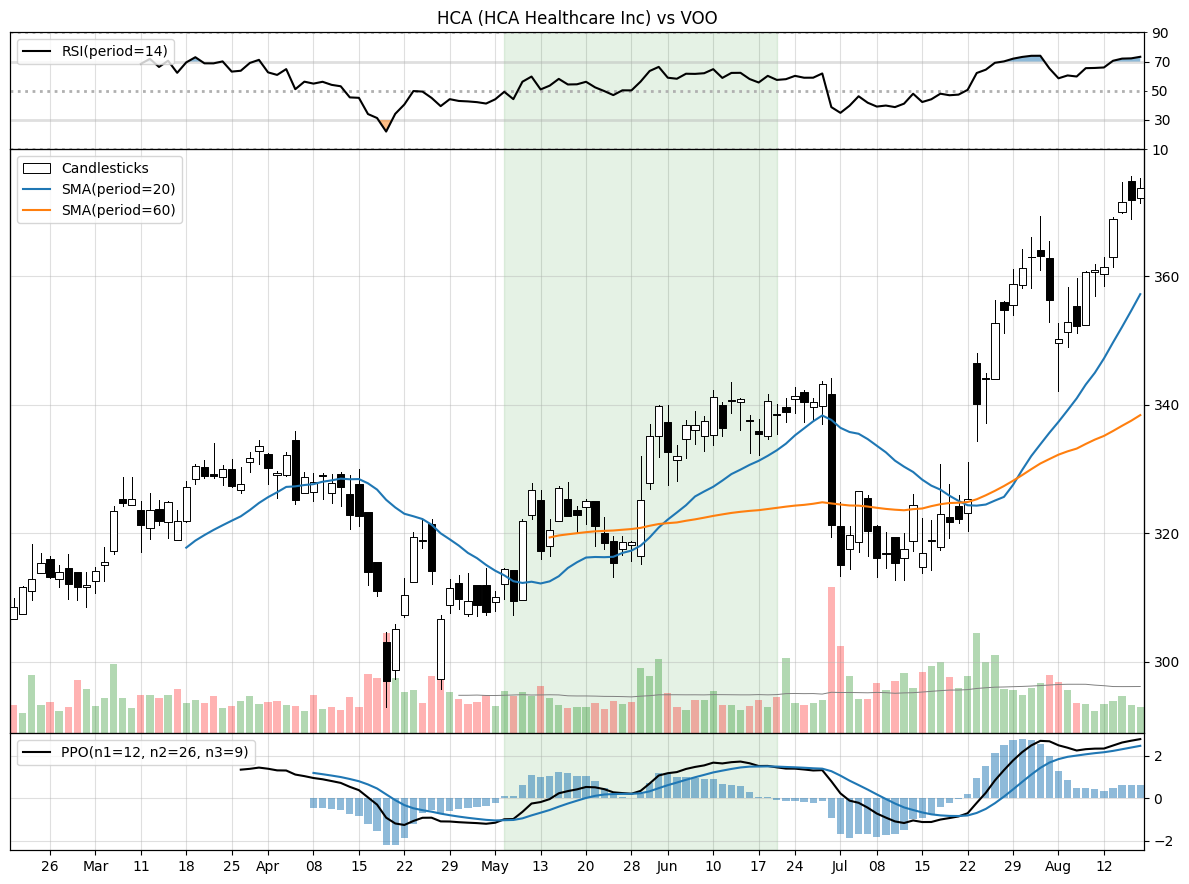 HCA (HCA Healthcare Inc) vs VOO
RSI(period=14)
90
70
50
30
10
Candlesticks
SMA(period=20)
SMA(period=60)
360
340
320
300
PPO(n1=12, n2=26, n3=9)
2
0
−2
26 Mar 11 18 25 Apr 08 15 22 29 May 13 20 28 Jun 10 17 24 Jul 08 15 22 29 Aug 12